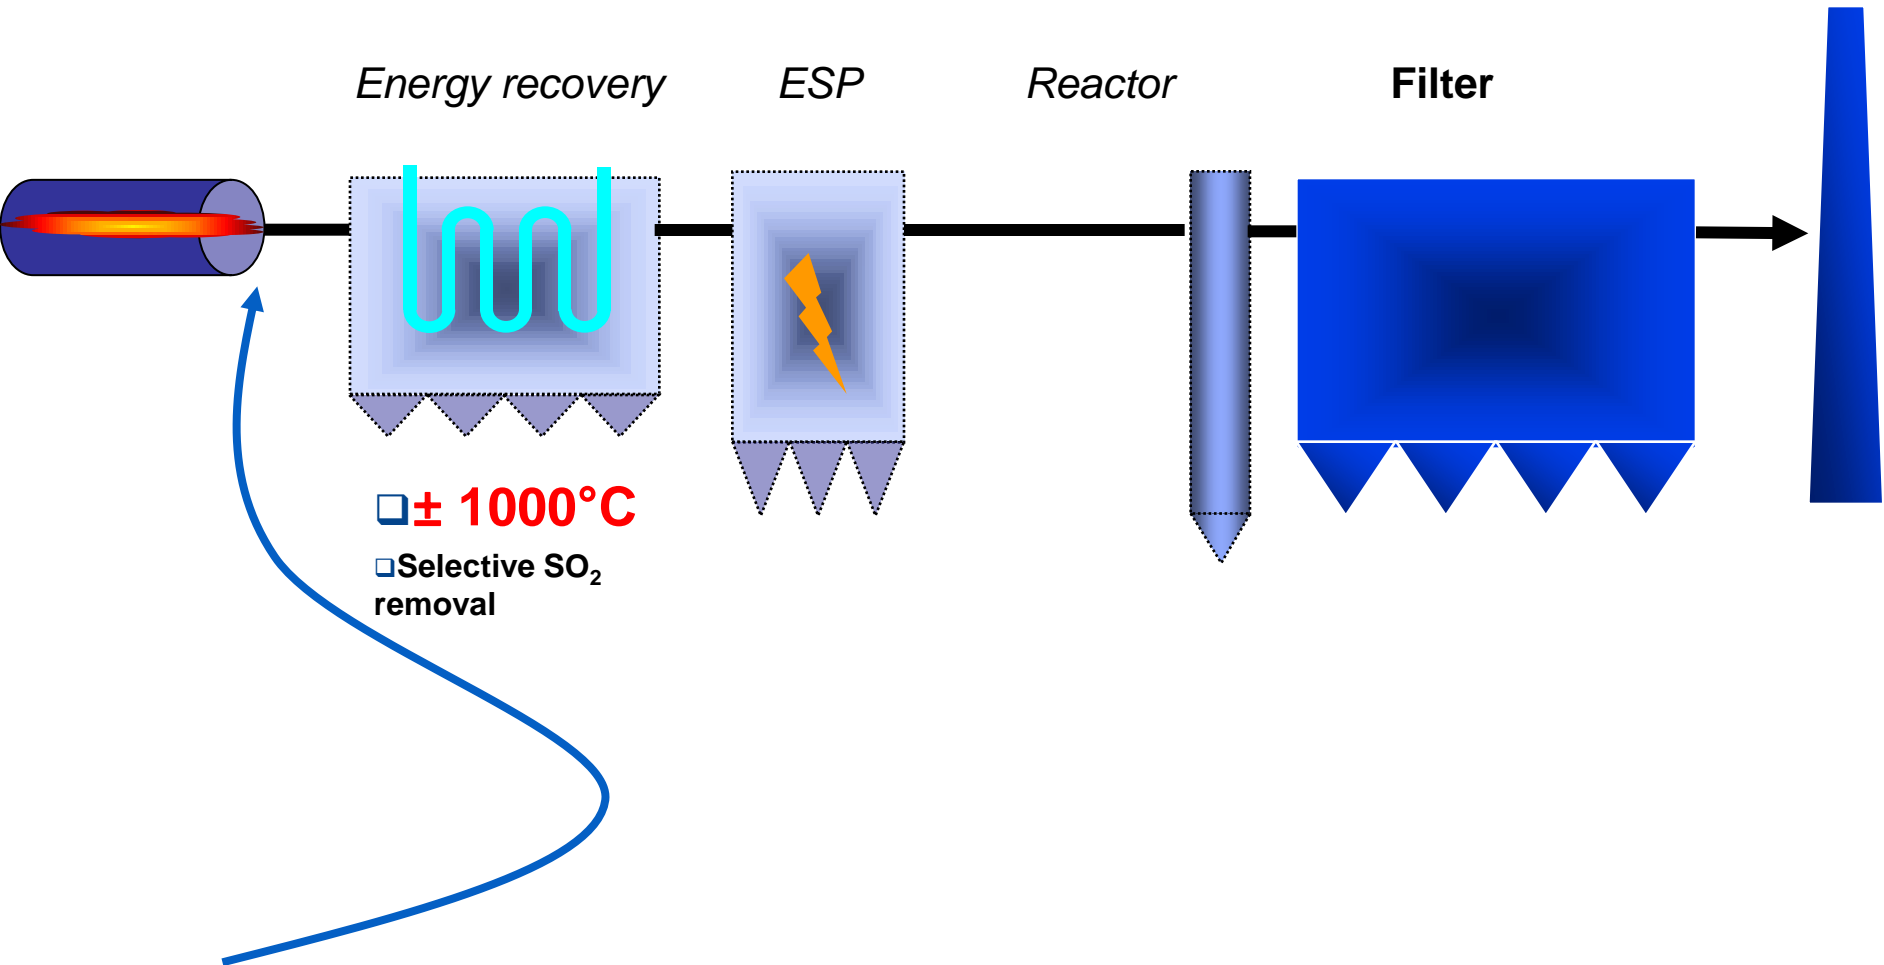 Energy recovery ESP Reactor Filter
❑± 1000°C
❑Selective SO₂
removal